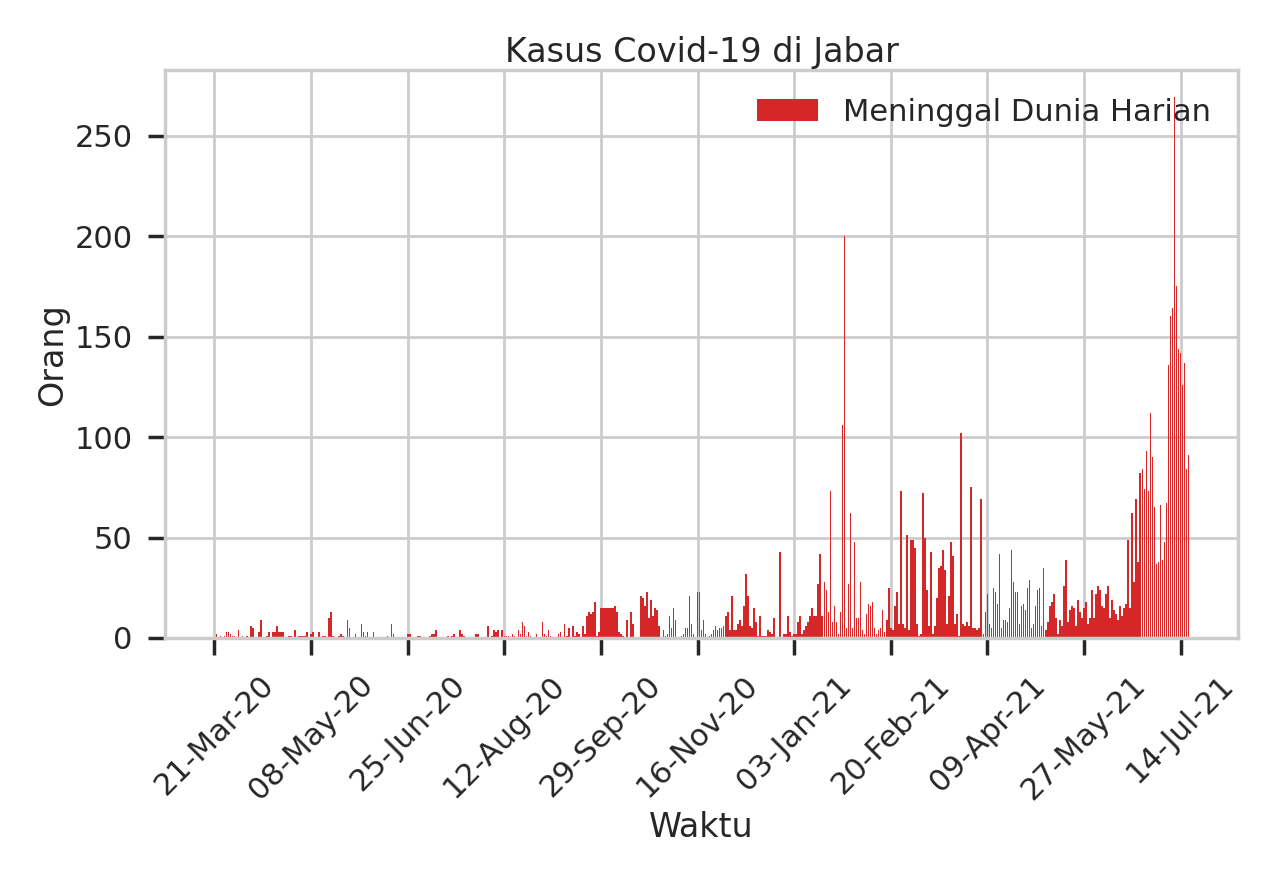 Kasus Covid-19 di Jabar
Meninggal Dunia Harian
Orang
250
200
150
100
50
0
21-Mar-20
08-May-20
25-Jun-20
12-Aug-20
29-Sep-20
16-Nov-20
03-Jan-21
20-Feb-21
09-Apr-21
27-May-21
14-Jul-21
Waktu